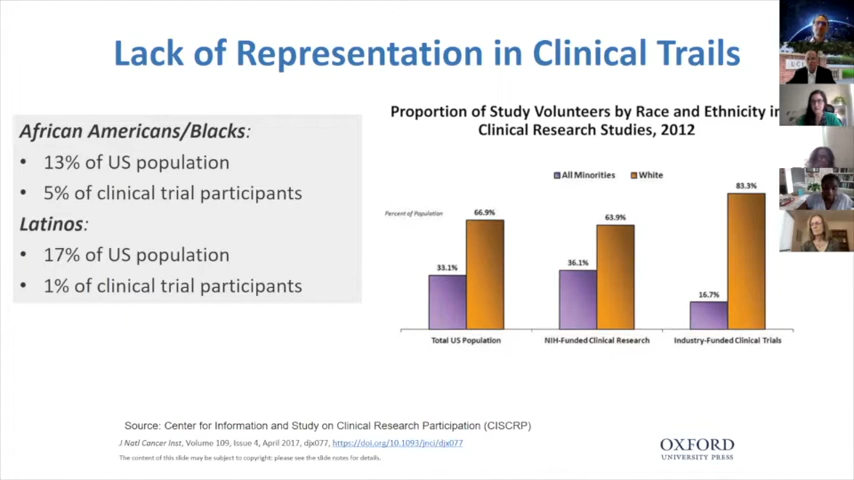 Lack of Representation in Clinical Trails
African Americans/Blacks:
• 13% of US population
• 5% of clinical trial participants
Latinos:
• 17% of US population
• 1% of clinical trial participants
Proportion of Study Volunteers by Race and Ethnicity in
Clinical Research Studies, 2012
All Minorities White
Percent of Population
33.1%
66.9%
36.1%
63.9%
16.7%
83.3%
Total US Population
NIH-Funded Clinical Research
Industry-Funded Clinical Trials
Source: Center for Information and Study on Clinical Research Participation (CISCRP)
J Natl Cancer Inst, Volume 109, Issue 4, April 2017, djx077, https://doi.org/10.1093/jnci/djx077
The content of this slide may be subject to copyright: please see the slide notes for details.
OXFORD
UNIVERSITY PRESS